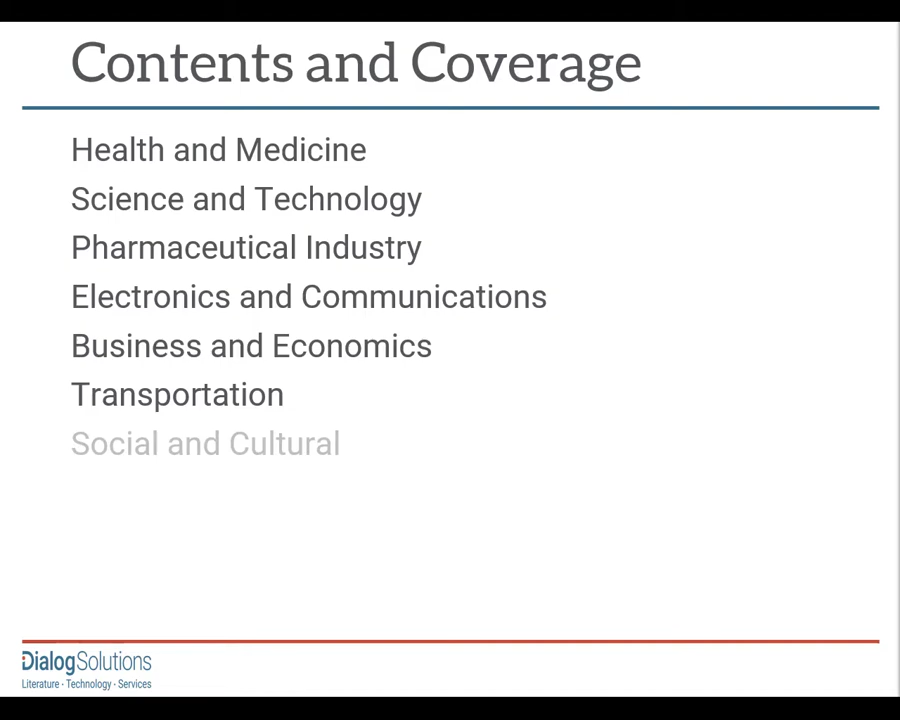 Contents and Coverage
Health and Medicine
Science and Technology
Pharmaceutical Industry
Electronics and Communications
Business and Economics
Transportation
Social and Cultural
DialogSolutions
Literature · Technology · Services